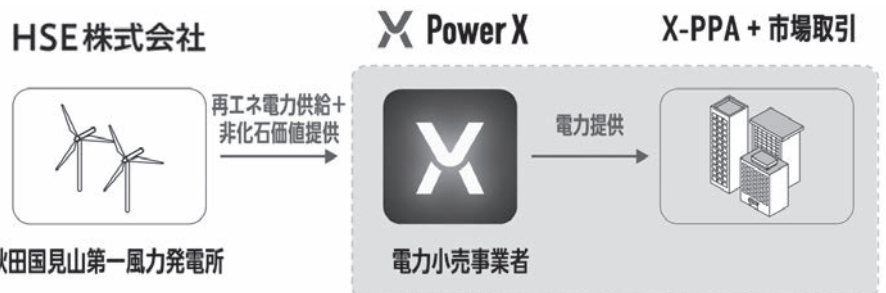 HSE株式会社
Power X
X-PPA + 市場取引
再エネ電力供給＋
非化石価値提供
電力提供
秋田国見山第一風力発電所
電力小売事業者